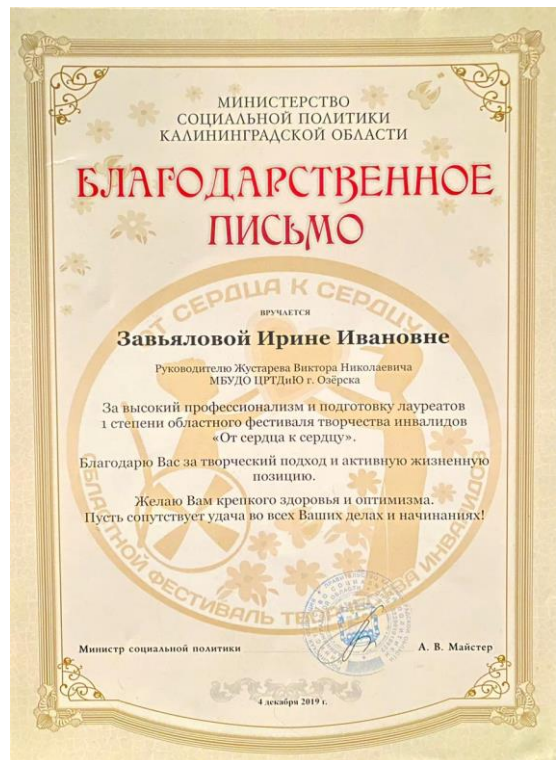 МИНИСТЕРСТВО
СОЦИАЛЬНОЙ ПОЛИТИКИ
КАЛИНИНГРАДСКОЙ ОБЛАСТИ
БЛАГОДАРСТВЕННОЕ
ПИСЬМО
ОТ СЕРДЦА К СЕРДЦУ
ВРУЧАЕТСЯ
Завьяловой Ирине Ивановне
Руководителю Жустарева Виктора Николаевича
МБУДО ЦРТДиЮ г. Озёрска
За высокий профессионализм и подготовку лауреатов
1 степени областного фестиваля творчества инвалидов
«От сердца к сердцу».
Благодарю Вас за творческий подход и активную жизненную
позицию.
Желаю Вам крепкого здоровья и оптимизма.
Пусть сопутствует удача во всех Ваших делах и начинаниях!
ОБЛАСТНОЙ ФЕСТИВАЛЬ ТВОРЧЕСТВА ИНВАЛИДОВ
Министр социальной политики
А. В. Майстер
4 декабря 2019 г.